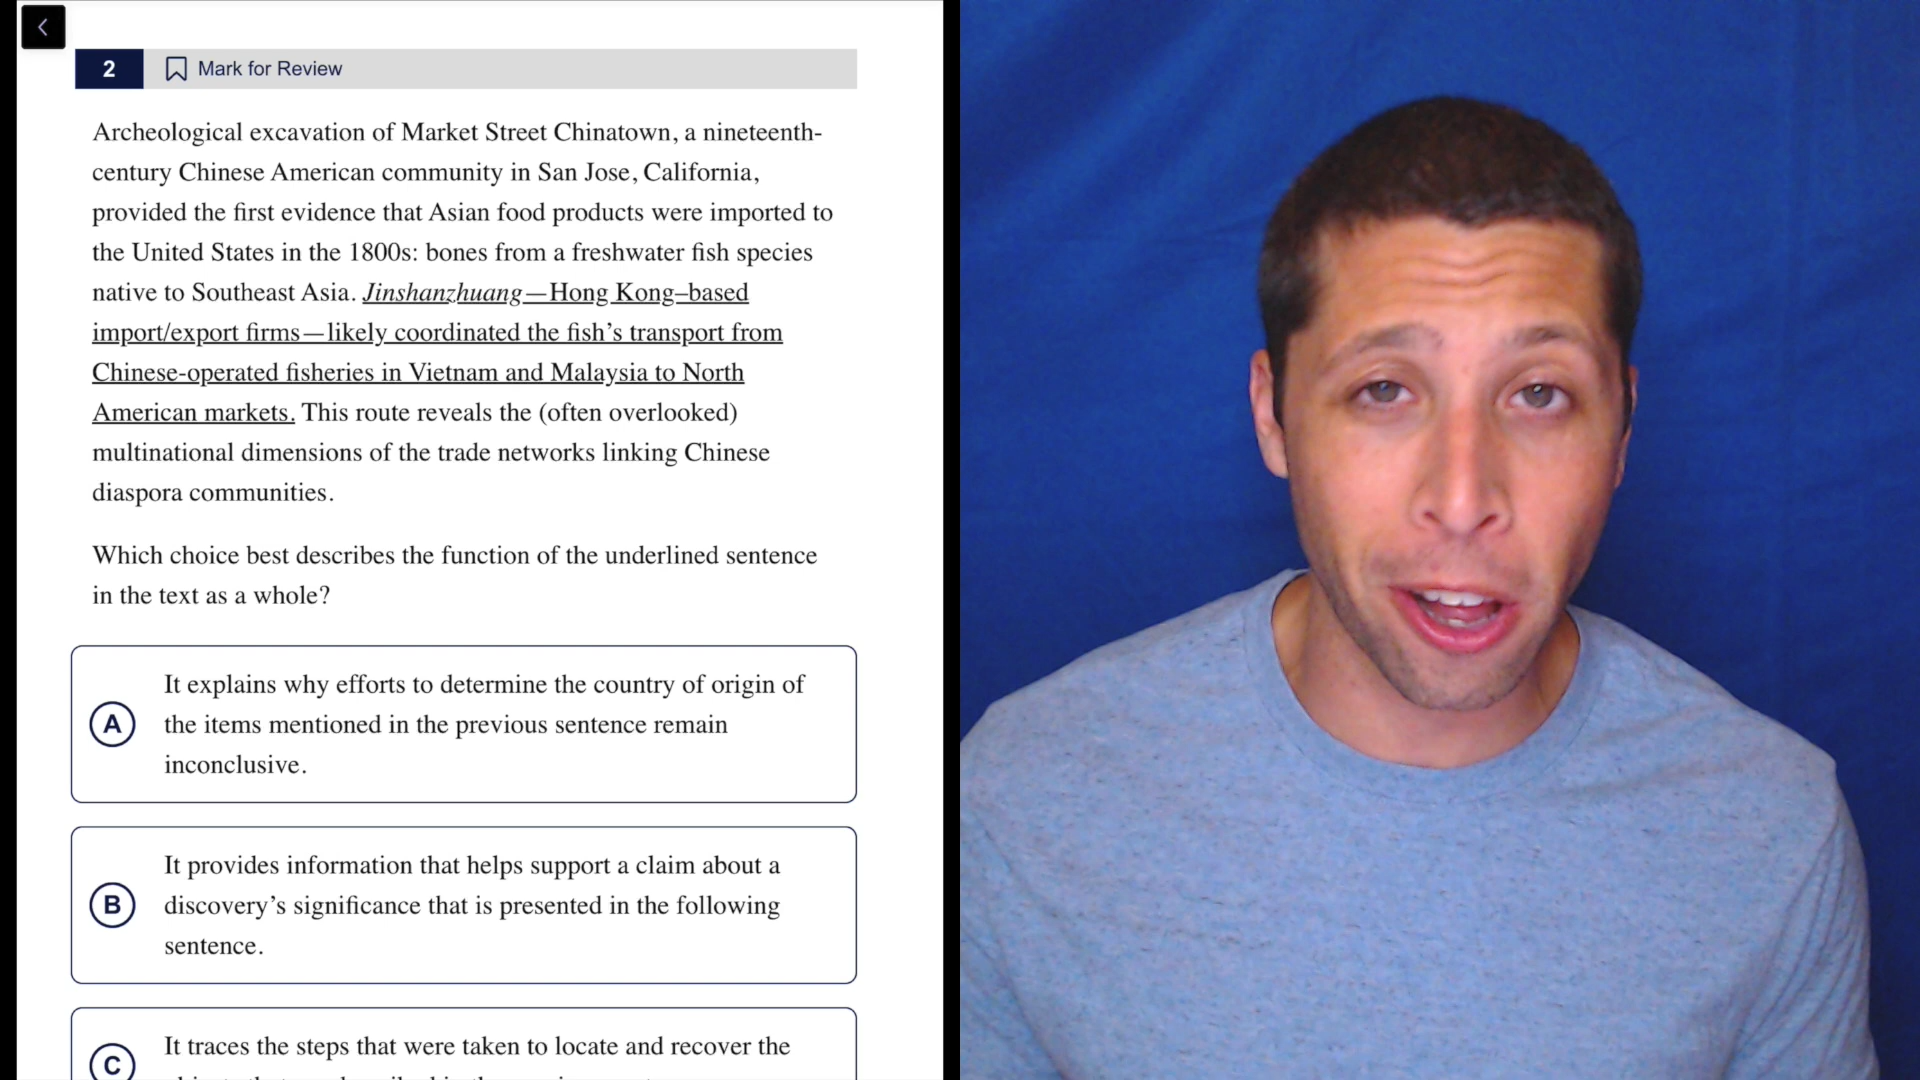 2 Mark for Review
Archeological excavation of Market Street Chinatown, a nineteenth-
century Chinese American community in San Jose, California,
provided the first evidence that Asian food products were imported to
the United States in the 1800s: bones from a freshwater fish species
native to Southeast Asia. Jinshanzhuang—Hong Kong–based
import/export firms—likely coordinated the fish’s transport from
Chinese-operated fisheries in Vietnam and Malaysia to North
American markets. This route reveals the (often overlooked)
multinational dimensions of the trade networks linking Chinese
diaspora communities.
Which choice best describes the function of the underlined sentence
in the text as a whole?
A
It explains why efforts to determine the country of origin of
the items mentioned in the previous sentence remain
inconclusive.
B
It provides information that helps support a claim about a
discovery’s significance that is presented in the following
sentence.
C
It traces the steps that were taken to locate and recover the